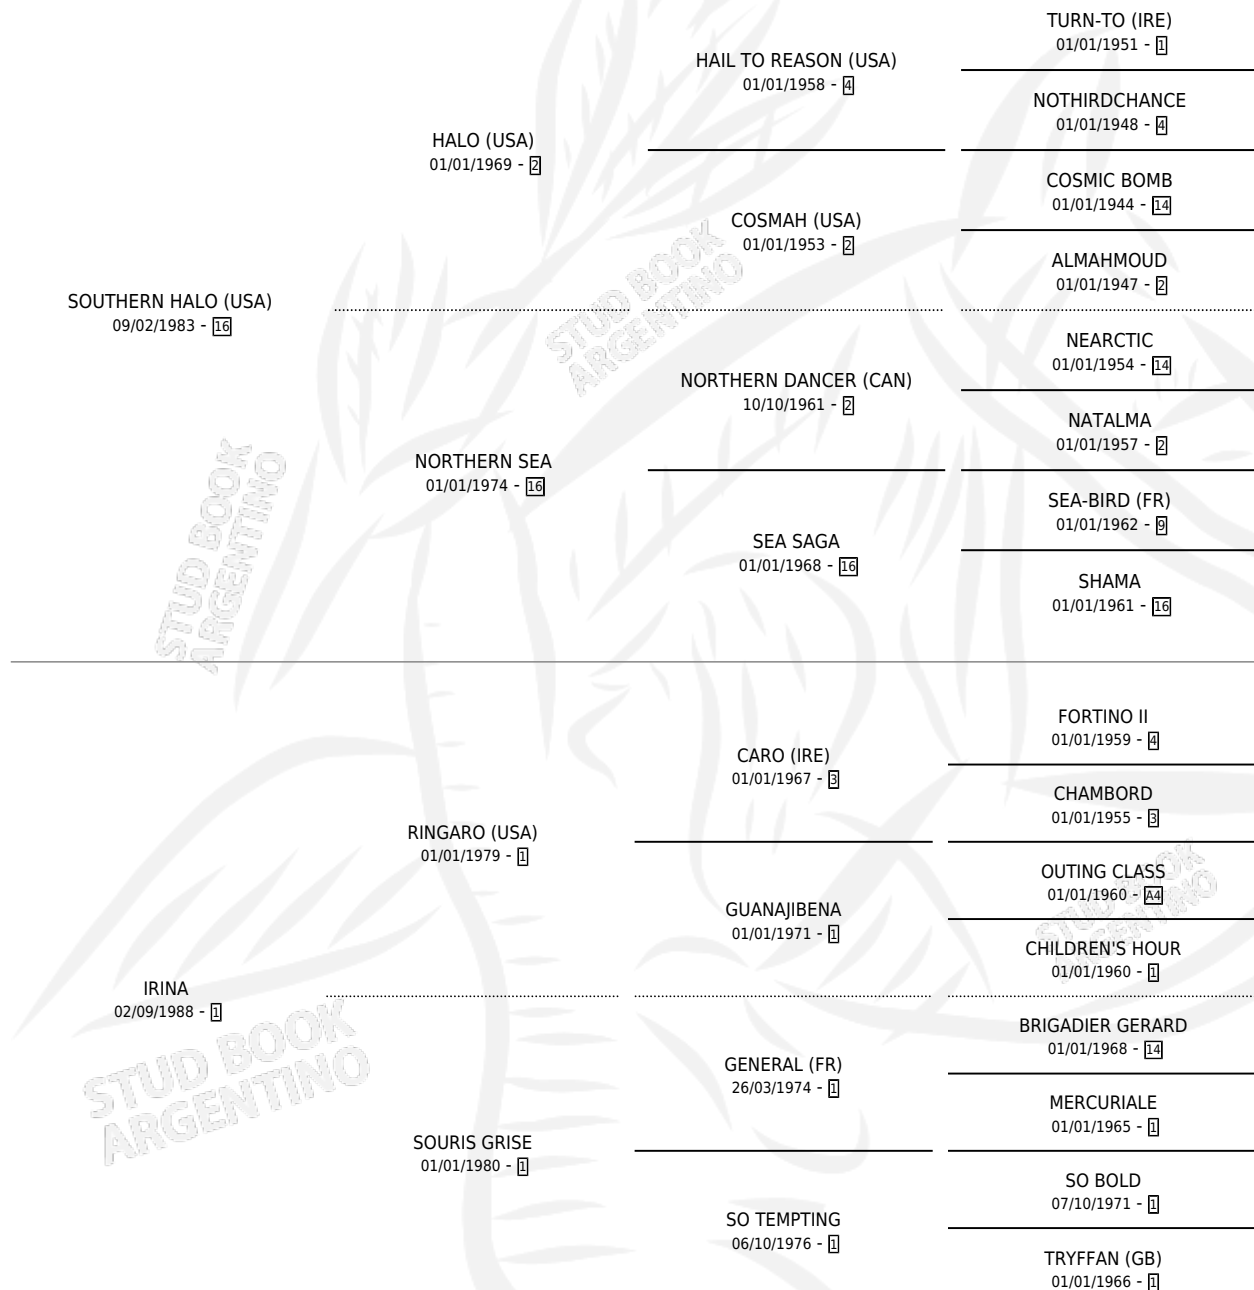 TURN-TO (IRE)
01/01/1951 - 1
HAIL TO REASON (USA)
01/01/1958 - 4
NOTHIRDCHANCE
01/01/1948 - 4
HALO (USA)
01/01/1969 - 2
COSMIC BOMB
01/01/1944 - 14
COSMAH (USA)
01/01/1953 - 2
ALMAHMOUD
01/01/1947 - 2
SOUTHERN HALO (USA)
09/02/1983 - 16
NEARCTIC
01/01/1954 - 14
NORTHERN DANCER (CAN)
10/10/1961 - 2
NATALMA
01/01/1957 - 2
NORTHERN SEA
01/01/1974 - 16
SEA-BIRD (FR)
01/01/1962 - 9
SEA SAGA
01/01/1968 - 16
SHAMA
01/01/1961 - 16
FORTINO II
01/01/1959 - 4
CARO (IRE)
01/01/1967 - 3
CHAMBORD
01/01/1955 - 3
RINGARO (USA)
01/01/1979 - 1
OUTING CLASS
01/01/1960 - A4
GUANAJIBENA
01/01/1971 - 1
CHILDREN'S HOUR
01/01/1960 - 1
IRINA
02/09/1988 - 1
BRIGADIER GERARD
01/01/1968 - 14
GENERAL (FR)
26/03/1974 - 1
MERCURIALE
01/01/1965 - 1
SOURIS GRISE
01/01/1980 - 1
SO BOLD
07/10/1971 - 1
SO TEMPTING
06/10/1976 - 1
TRYFFAN (GB)
01/01/1966 - 1
STUD BOOK
ARGENTINO
STUD BOOK
ARGENTINO
STUD BOOK
ARGENTINO
STUD BOOK
ARGENTINO